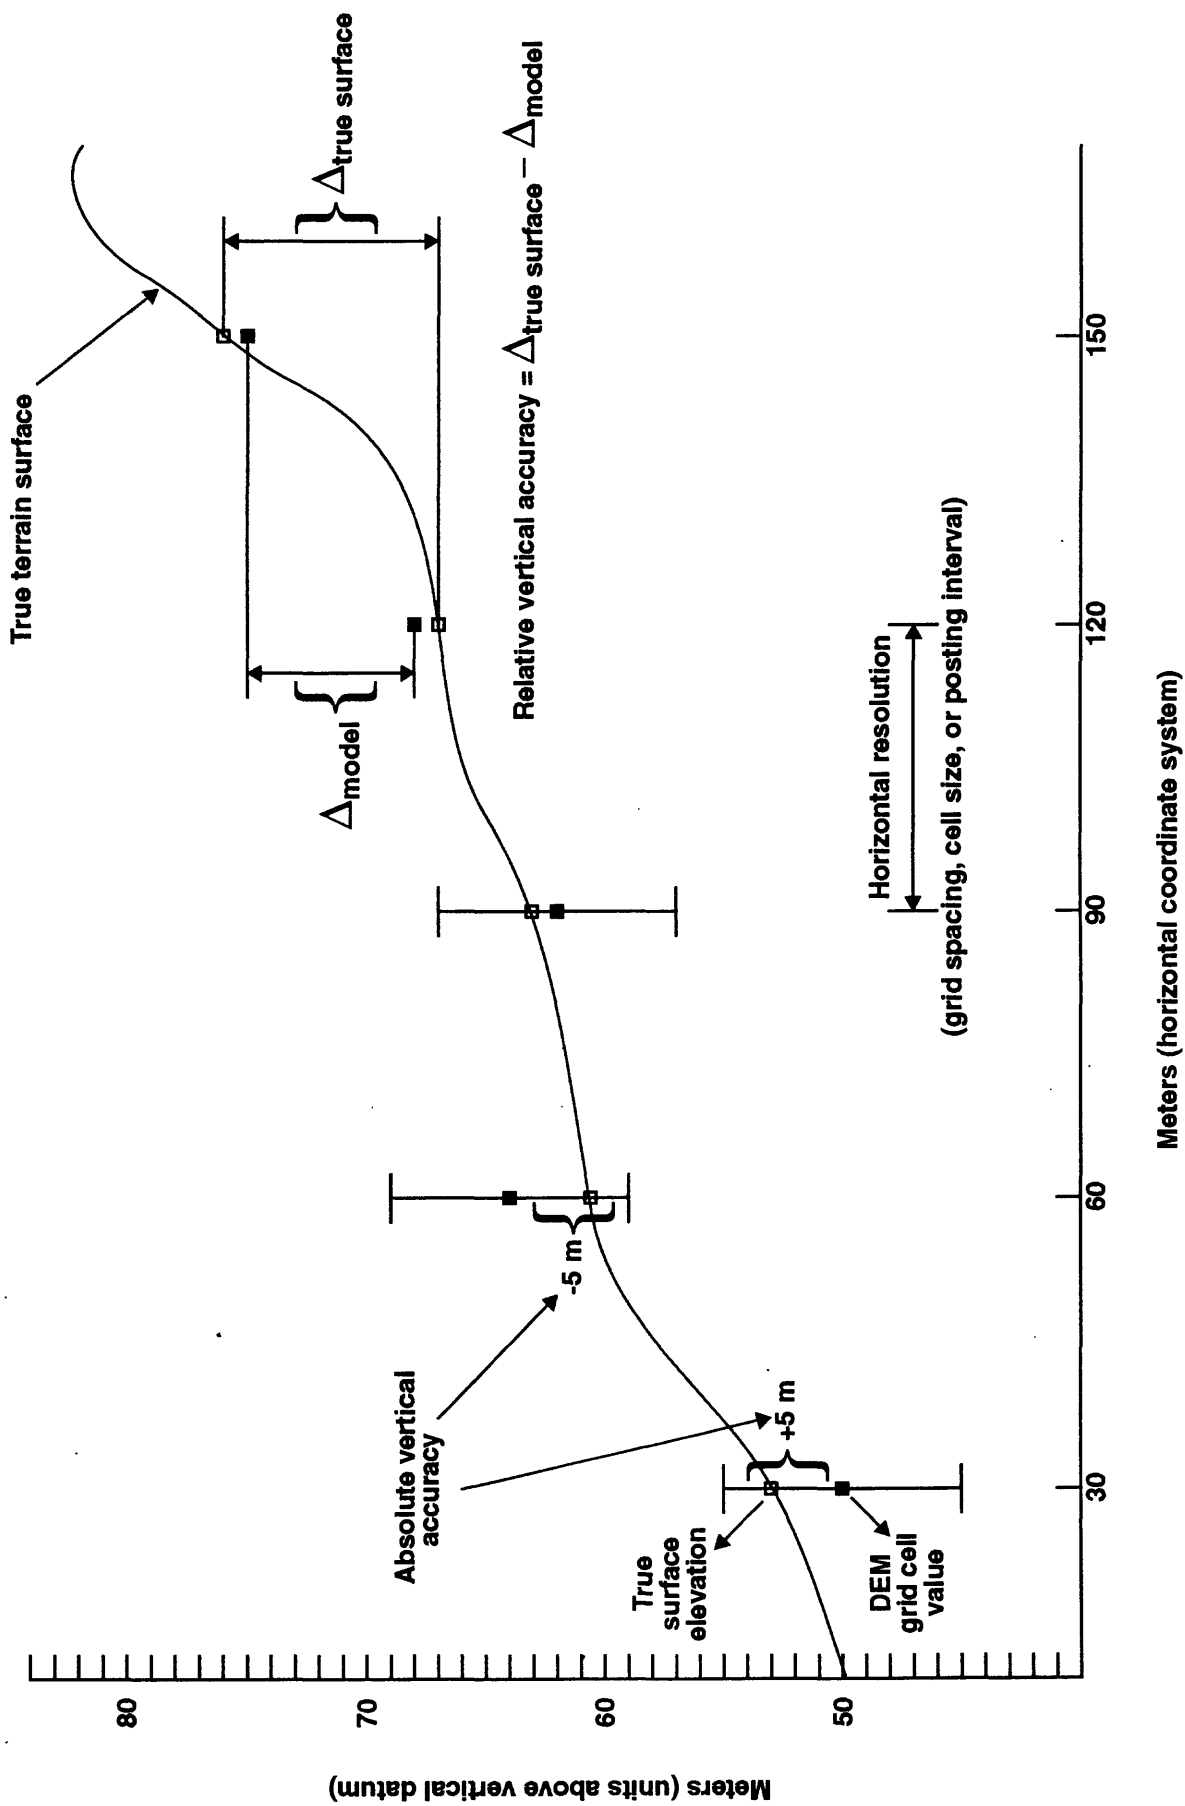 True terrain surface
Δtrue surface
Δmodel
Relative vertical accuracy = Δtrue surface − Δmodel
Absolute vertical
accuracy
-5 m
+5 m
True
surface
elevation
DEM
grid cell
value
Horizontal resolution
(grid spacing, cell size, or posting interval)
80
70
60
50
Meters (units above vertical datum)
30
60
90
120
150
Meters (horizontal coordinate system)